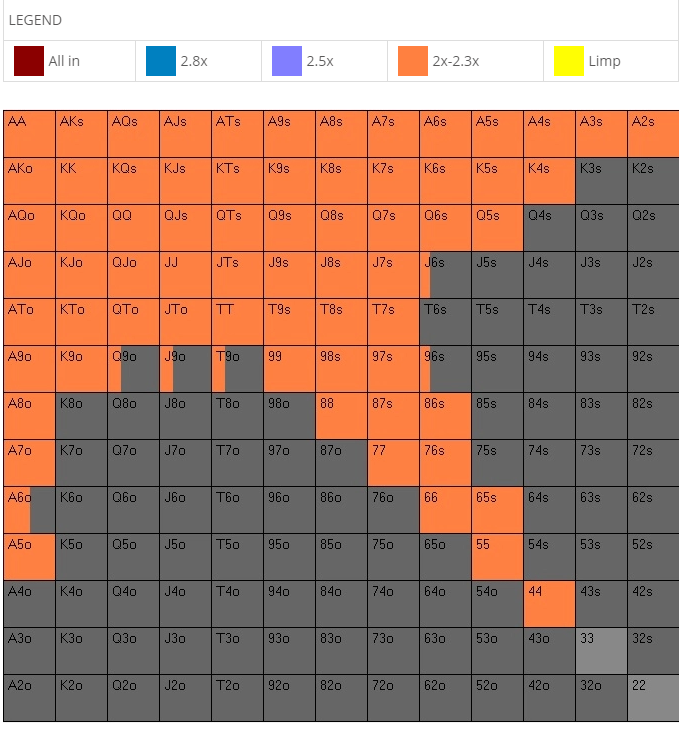 LEGEND
All in 2.8x 2.5x 2x-2.3x Limp
AA AKs AQs AJs ATs A9s A8s A7s A6s A5s A4s A3s A2s
AKo KK KQs KJs KTs K9s K8s K7s K6s K5s K4s K3s K2s
AQo KQo QQ QJs QTs Q9s Q8s Q7s Q6s Q5s Q4s Q3s Q2s
AJo KJo QJo JJ JTs J9s J8s J7s J6s J5s J4s J3s J2s
ATo KTo QTo JTo TT T9s T8s T7s T6s T5s T4s T3s T2s
A9o K9o Q9o J9o T9o 99 98s 97s 96s 95s 94s 93s 92s
A8o K8o Q8o J8o T8o 98o 88 87s 86s 85s 84s 83s 82s
A7o K7o Q7o J7o T7o 97o 87o 77 76s 75s 74s 73s 72s
A6o K6o Q6o J6o T6o 96o 86o 76o 66 65s 64s 63s 62s
A5o K5o Q5o J5o T5o 95o 85o 75o 65o 55 54s 53s 52s
A4o K4o Q4o J4o T4o 94o 84o 74o 64o 54o 44 43s 42s
A3o K3o Q3o J3o T3o 93o 83o 73o 63o 53o 43o 33 32s
A2o K2o Q2o J2o T2o 92o 82o 72o 62o 52o 42o 32o 22